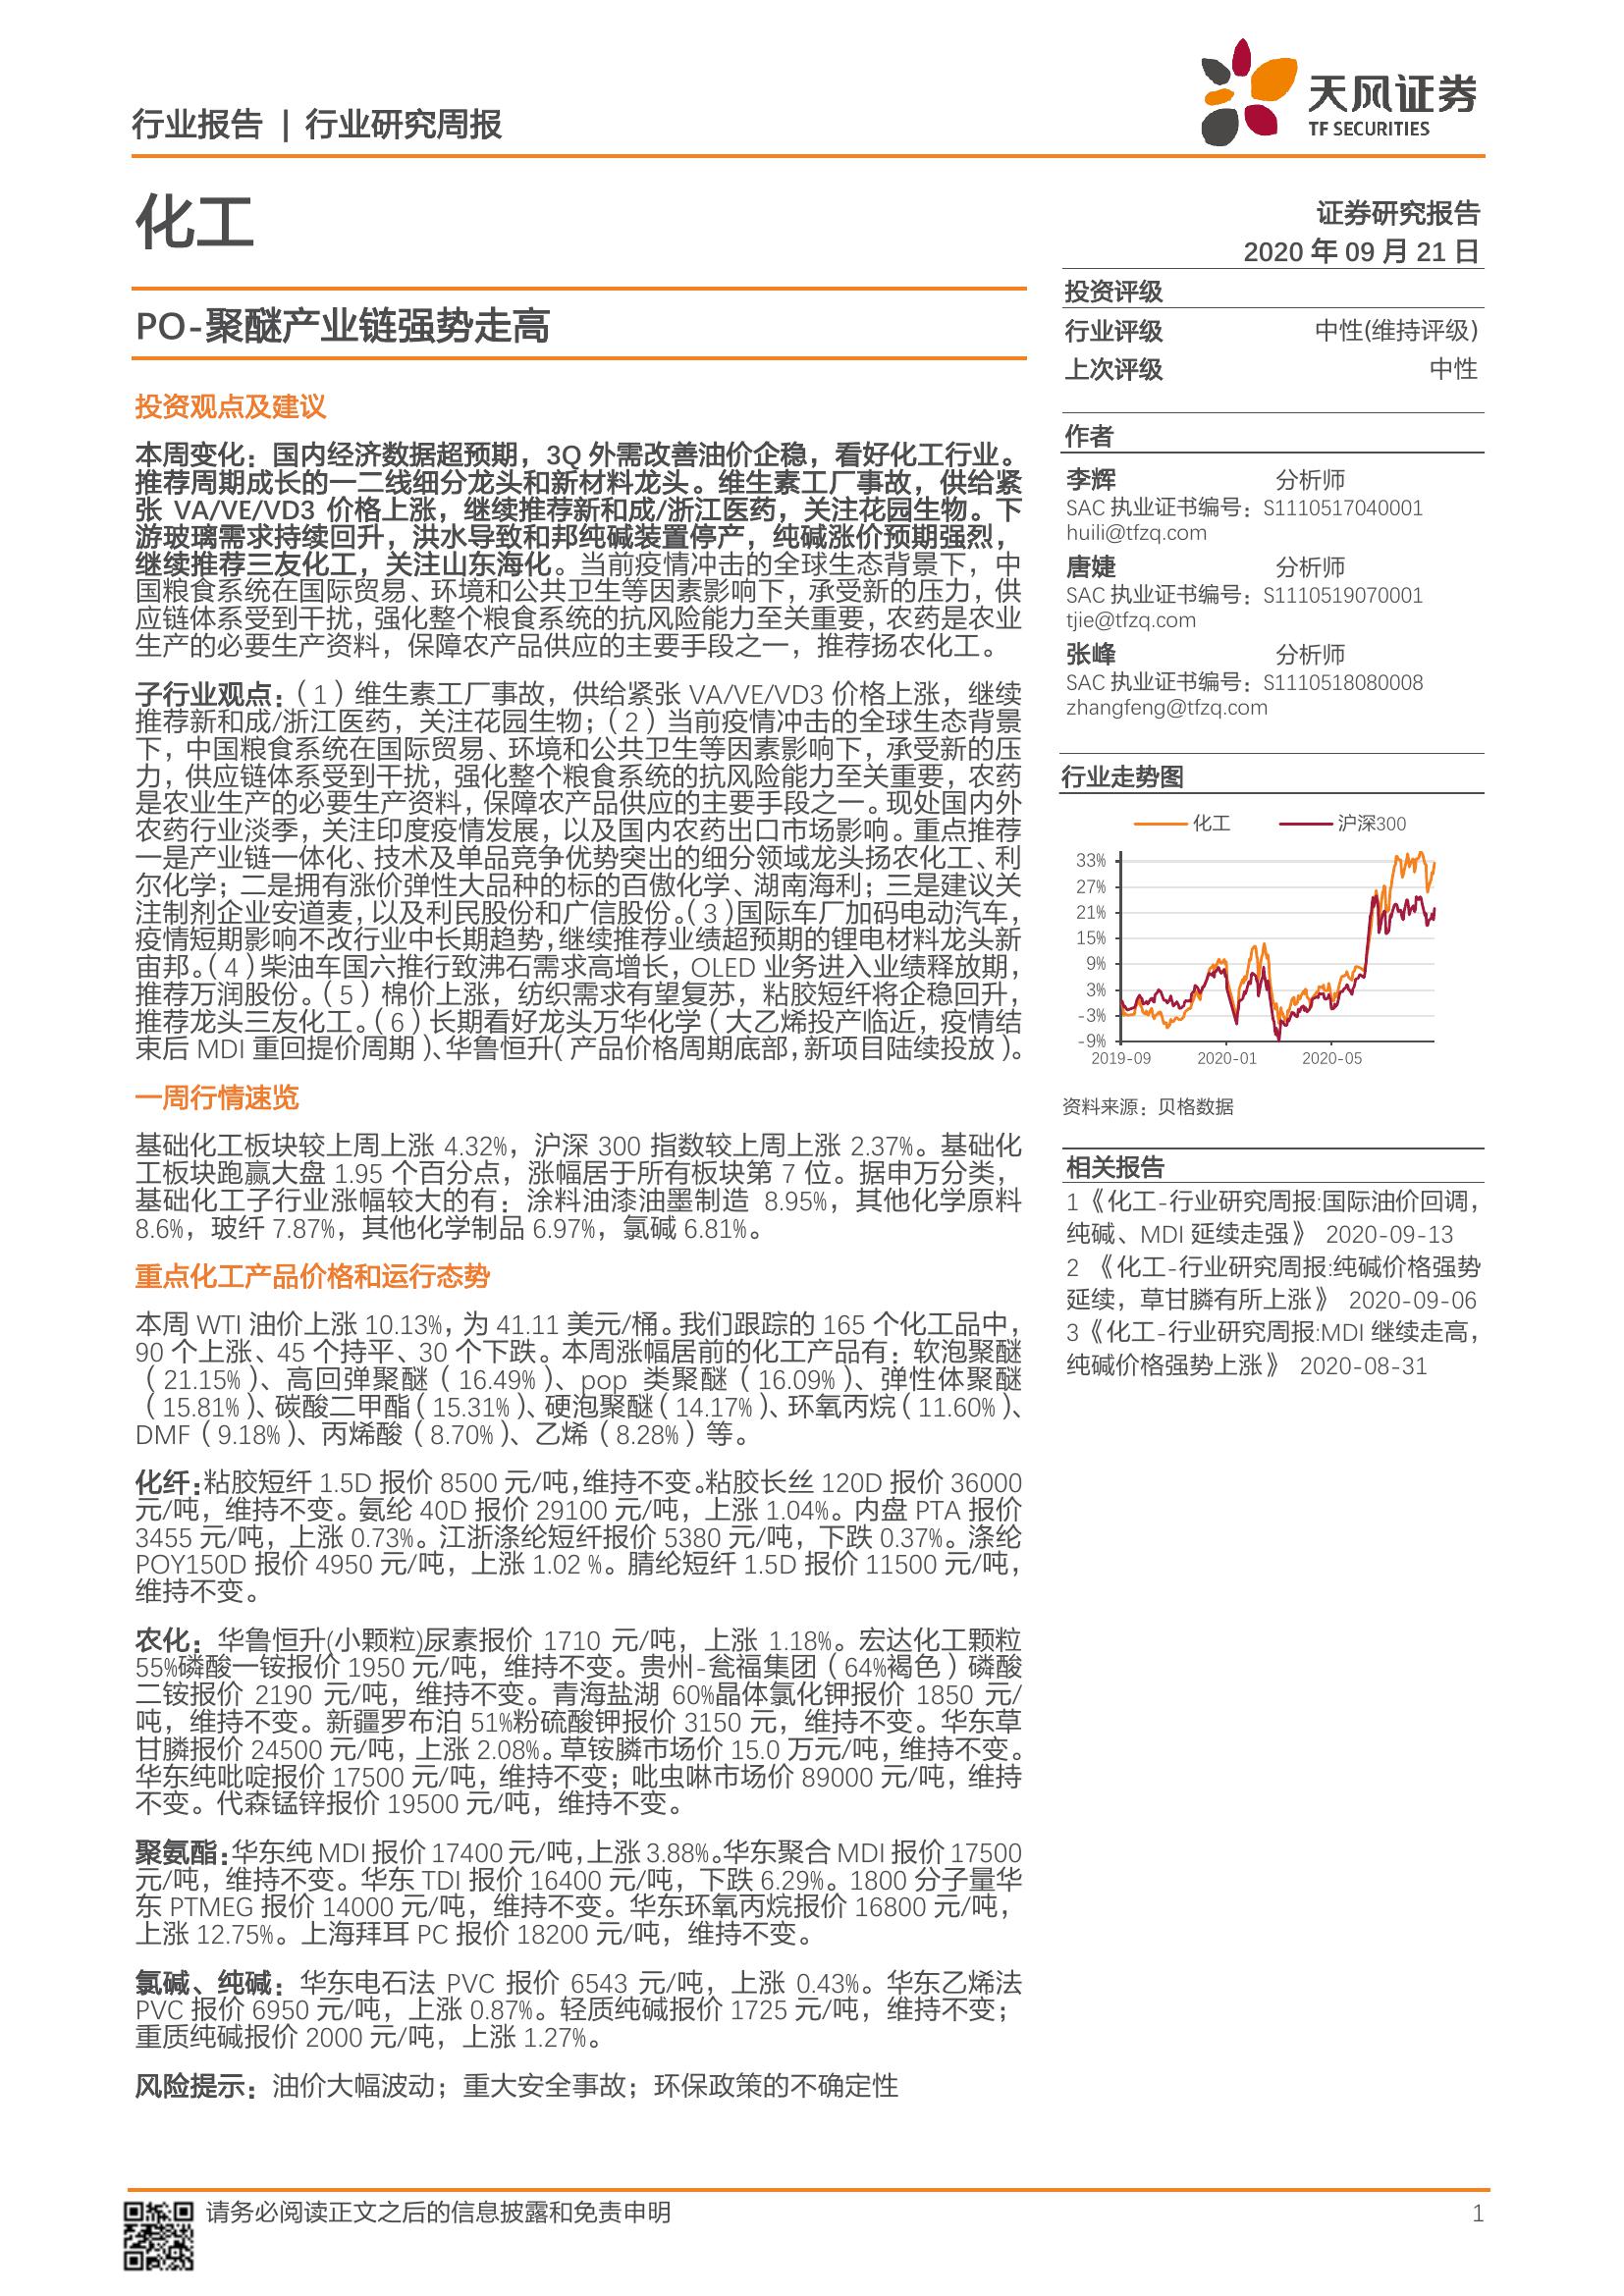 行业报告 | 行业研究周报
天风证券
TF SECURITIES
化工
证券研究报告
2020 年 09 月 21 日
PO-聚醚产业链强势走高
投资观点及建议
本周变化：国内经济数据超预期，3Q 外需改善油价企稳，看好化工行业。
推荐周期成长的一二线细分龙头和新材料龙头。维生素工厂事故，供给紧
张 VA/VE/VD3 价格上涨，继续推荐新和成/浙江医药，关注花园生物。下
游玻璃需求持续回升，洪水导致和邦纯碱装置停产，纯碱涨价预期强烈，
继续推荐三友化工，关注山东海化。当前疫情冲击的全球生态背景下，中
国粮食系统在国际贸易、环境和公共卫生等因素影响下，承受新的压力，供
应链体系受到干扰，强化整个粮食系统的抗风险能力至关重要，农药是农业
生产的必要生产资料，保障农产品供应的主要手段之一，推荐扬农化工。
子行业观点：（1）维生素工厂事故，供给紧张 VA/VE/VD3 价格上涨，继续
推荐新和成/浙江医药，关注花园生物；（2）当前疫情冲击的全球生态背景
下，中国粮食系统在国际贸易、环境和公共卫生等因素影响下，承受新的压
力，供应链体系受到干扰，强化整个粮食系统的抗风险能力至关重要，农药
是农业生产的必要生产资料，保障农产品供应的主要手段之一。现处国内外
农药行业淡季，关注印度疫情发展，以及国内农药出口市场影响。重点推荐
一是产业链一体化、技术及单品竞争优势突出的细分领域龙头扬农化工、利
尔化学；二是拥有涨价弹性大品种的标的百傲化学、湖南海利；三是建议关
注制剂企业安道麦，以及利民股份和广信股份。（3）国际车厂加码电动汽车，
疫情短期影响不改行业中长期趋势，继续推荐业绩超预期的锂电材料龙头新
宙邦。（4）柴油车国六推行致沸石需求高增长，OLED 业务进入业绩释放期，
推荐万润股份。（5）棉价上涨，纺织需求有望复苏，粘胶短纤将企稳回升，
推荐龙头三友化工。（6）长期看好龙头万华化学（大乙烯投产临近，疫情结
束后 MDI 重回提价周期）、华鲁恒升（产品价格周期底部，新项目陆续投放）。
一周行情速览
基础化工板块较上周上涨 4.32%，沪深 300 指数较上周上涨 2.37%。基础化
工板块跑赢大盘 1.95 个百分点，涨幅居于所有板块第 7 位。据申万分类，
基础化工子行业涨幅较大的有：涂料油漆油墨制造 8.95%，其他化学原料
8.6%，玻纤 7.87%，其他化学制品 6.97%，氯碱 6.81%。
重点化工产品价格和运行态势
本周 WTI 油价上涨 10.13%，为 41.11 美元/桶。我们跟踪的 165 个化工品中，
90 个上涨、45 个持平、30 个下跌。本周涨幅居前的化工产品有：软泡聚醚
（21.15%）、高回弹聚醚（16.49%）、pop 类聚醚（16.09%）、弹性体聚醚
（15.81%）、碳酸二甲酯（15.31%）、硬泡聚醚（14.17%）、环氧丙烷（11.60%）、
DMF（9.18%）、丙烯酸（8.70%）、乙烯（8.28%）等。
化纤：粘胶短纤 1.5D 报价 8500 元/吨，维持不变。粘胶长丝 120D 报价 36000
元/吨，维持不变。氨纶 40D 报价 29100 元/吨，上涨 1.04%。内盘 PTA 报价
3455 元/吨，上涨 0.73%。江浙涤纶短纤报价 5380 元/吨，下跌 0.37%。涤纶
POY150D 报价 4950 元/吨，上涨 1.02 %。腈纶短纤 1.5D 报价 11500 元/吨，
维持不变。
农化：华鲁恒升(小颗粒)尿素报价 1710 元/吨，上涨 1.18%。宏达化工颗粒
55%磷酸一铵报价 1950 元/吨，维持不变。贵州-瓮福集团（64%褐色）磷酸
二铵报价 2190 元/吨，维持不变。青海盐湖 60%晶体氯化钾报价 1850 元/
吨，维持不变。新疆罗布泊 51%粉硫酸钾报价 3150 元，维持不变。华东草
甘膦报价 24500 元/吨，上涨 2.08%。草铵膦市场价 15.0 万元/吨，维持不变。
华东纯吡啶报价 17500 元/吨，维持不变；吡虫啉市场价 89000 元/吨，维持
不变。代森锰锌报价 19500 元/吨，维持不变。
聚氨酯：华东纯 MDI 报价 17400 元/吨，上涨 3.88%。华东聚合 MDI 报价 17500
元/吨，维持不变。华东 TDI 报价 16400 元/吨，下跌 6.29%。1800 分子量华
东 PTMEG 报价 14000 元/吨，维持不变。华东环氧丙烷报价 16800 元/吨，
上涨 12.75%。上海拜耳 PC 报价 18200 元/吨，维持不变。
氯碱、纯碱：华东电石法 PVC 报价 6543 元/吨，上涨 0.43%。华东乙烯法
PVC 报价 6950 元/吨，上涨 0.87%。轻质纯碱报价 1725 元/吨，维持不变；
重质纯碱报价 2000 元/吨，上涨 1.27%。
风险提示：油价大幅波动；重大安全事故；环保政策的不确定性
投资评级
行业评级 中性(维持评级)
上次评级 中性
作者
李辉 分析师
SAC 执业证书编号：S1110517040001
huili@tfzq.com
唐婕 分析师
SAC 执业证书编号：S1110519070001
tjie@tfzq.com
张峰 分析师
SAC 执业证书编号：S1110518080008
zhangfeng@tfzq.com
行业走势图
化工 沪深300
33%
27%
21%
15%
9%
3%
-3%
-9%
2019-09 2020-01 2020-05
资料来源：贝格数据
相关报告
1《化工-行业研究周报:国际油价回调，
纯碱、MDI 延续走强》 2020-09-13
2 《化工-行业研究周报:纯碱价格强势
延续，草甘膦有所上涨》 2020-09-06
3《化工-行业研究周报:MDI 继续走高，
纯碱价格强势上涨》 2020-08-31
请务必阅读正文之后的信息披露和免责申明 1